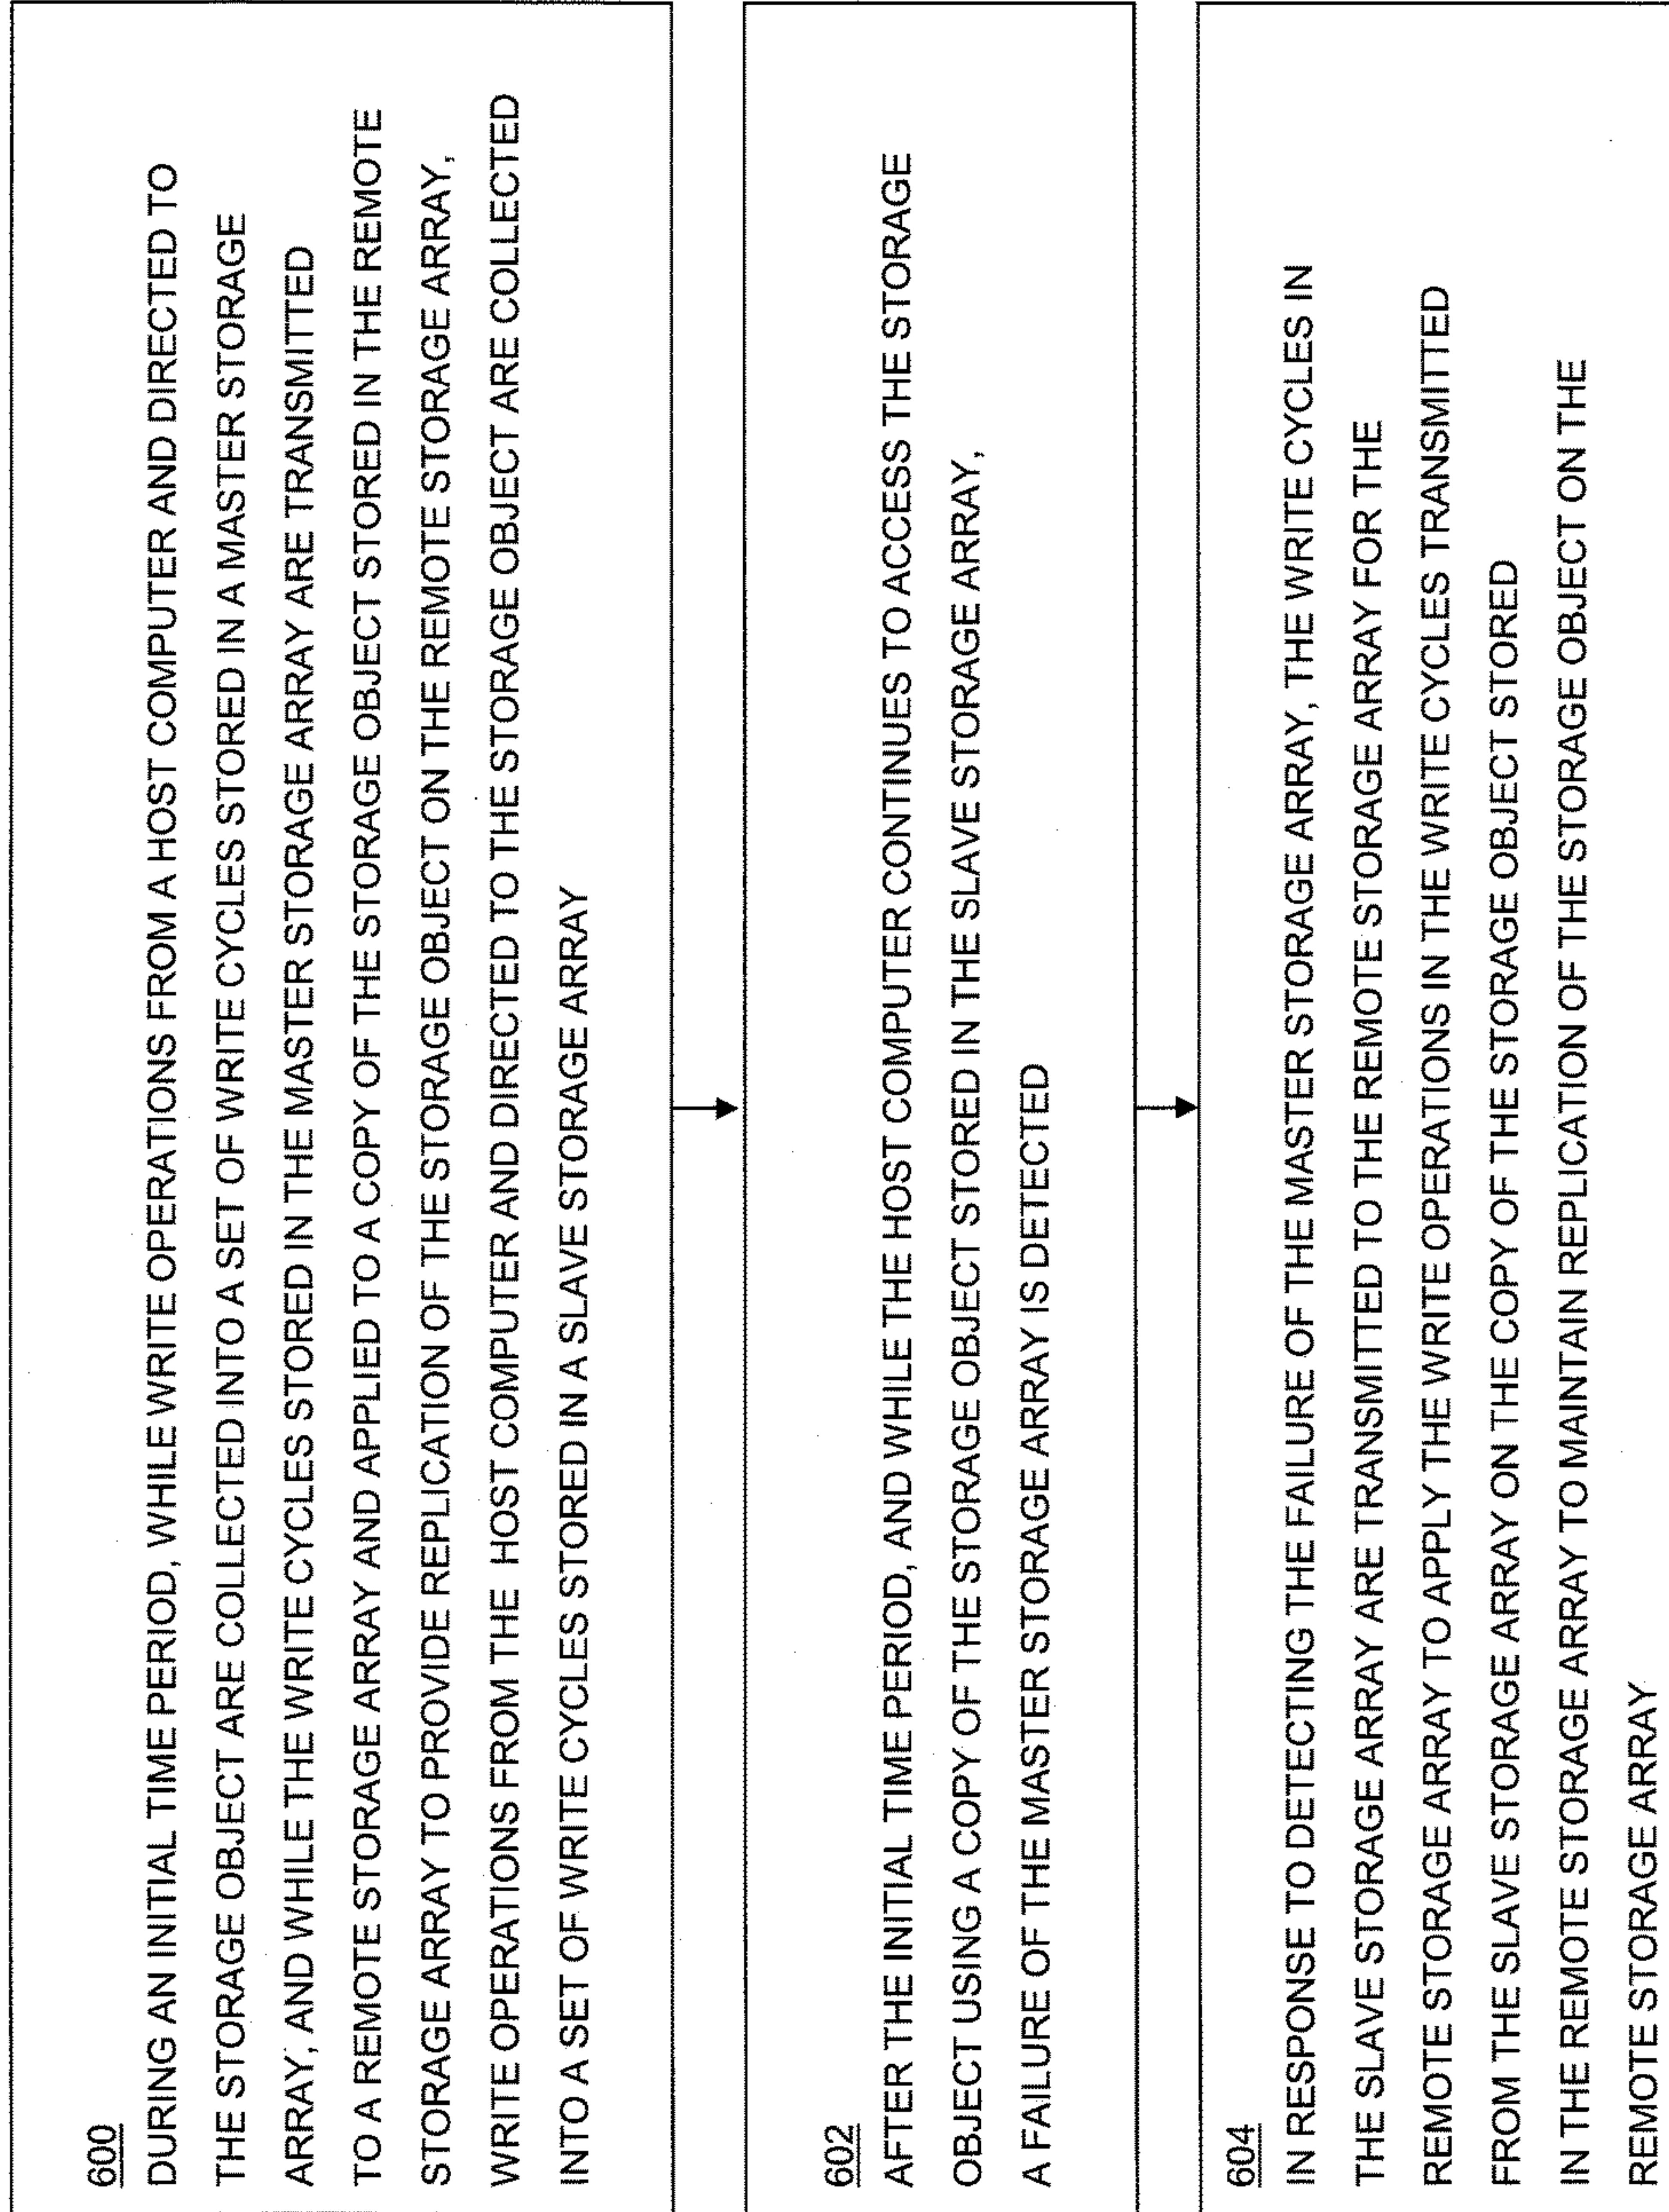 600
DURING AN INITIAL TIME PERIOD, WHILE WRITE OPERATIONS FROM A HOST COMPUTER AND DIRECTED TO
THE STORAGE OBJECT ARE COLLECTED INTO A SET OF WRITE CYCLES STORED IN A MASTER STORAGE
ARRAY, AND WHILE THE WRITE CYCLES STORED IN THE MASTER STORAGE ARRAY ARE TRANSMITTED
TO A REMOTE STORAGE ARRAY AND APPLIED TO A COPY OF THE STORAGE OBJECT STORED IN THE REMOTE
STORAGE ARRAY TO PROVIDE REPLICATION OF THE STORAGE OBJECT ON THE REMOTE STORAGE ARRAY,
WRITE OPERATIONS FROM THE HOST COMPUTER AND DIRECTED TO THE STORAGE OBJECT ARE COLLECTED
INTO A SET OF WRITE CYCLES STORED IN A SLAVE STORAGE ARRAY
602
AFTER THE INITIAL TIME PERIOD, AND WHILE THE HOST COMPUTER CONTINUES TO ACCESS THE STORAGE
OBJECT USING A COPY OF THE STORAGE OBJECT STORED IN THE SLAVE STORAGE ARRAY,
A FAILURE OF THE MASTER STORAGE ARRAY IS DETECTED
604
IN RESPONSE TO DETECTING THE FAILURE OF THE MASTER STORAGE ARRAY, THE WRITE CYCLES IN
THE SLAVE STORAGE ARRAY ARE TRANSMITTED TO THE REMOTE STORAGE ARRAY FOR THE
REMOTE STORAGE ARRAY TO APPLY THE WRITE OPERATIONS IN THE WRITE CYCLES TRANSMITTED
FROM THE SLAVE STORAGE ARRAY ON THE COPY OF THE STORAGE OBJECT STORED
IN THE REMOTE STORAGE ARRAY TO MAINTAIN REPLICATION OF THE STORAGE OBJECT ON THE
REMOTE STORAGE ARRAY